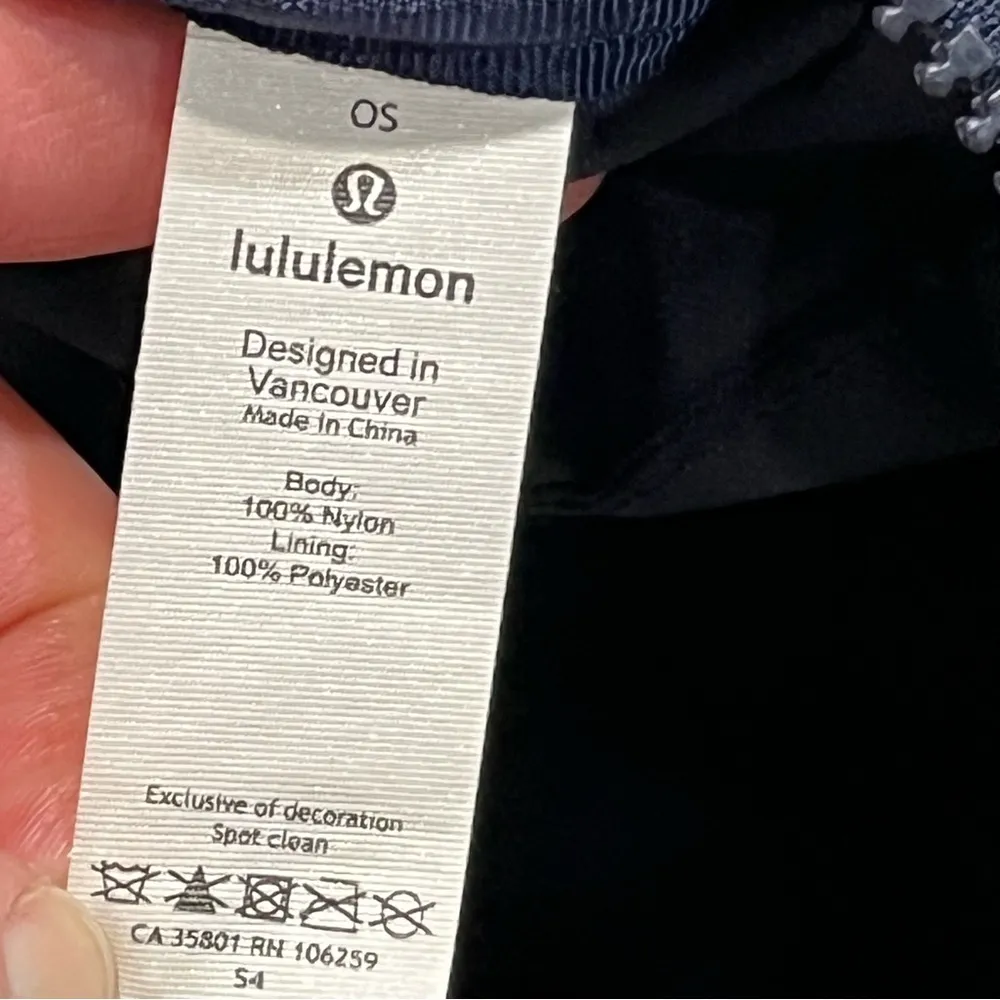 OS
lululemon
Designed in
Vancouver
Made in China
Body:
100% Nylon
Lining:
100% Polyester
Exclusive of decoration
Spot clean
CA 35801 RN 106259
S4